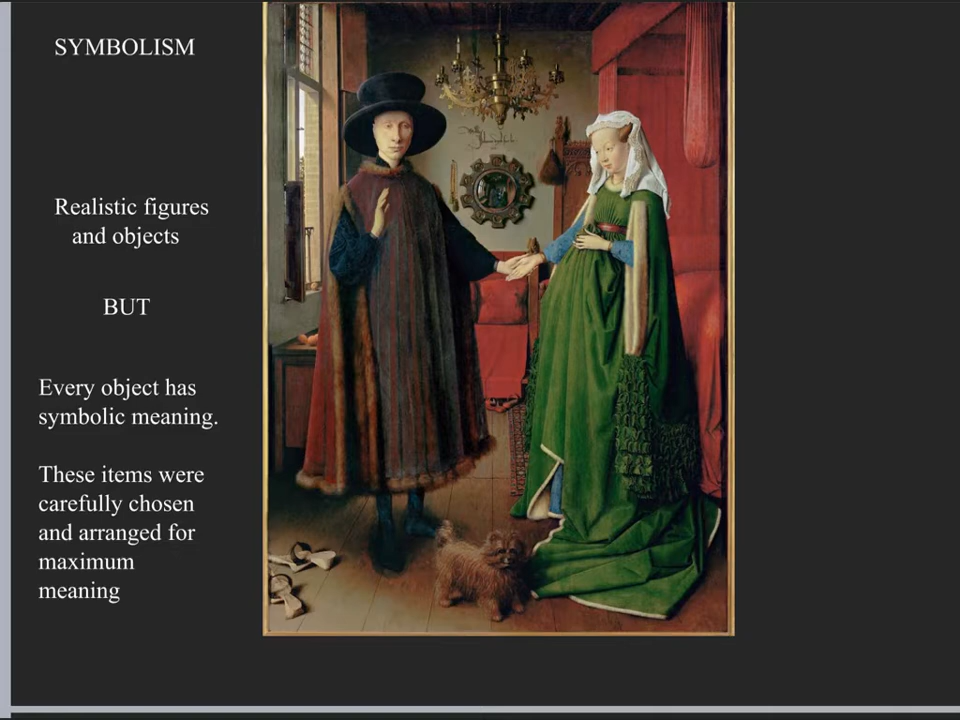 SYMBOLISM
Realistic figures
and objects
BUT
Every object has
symbolic meaning.
These items were
carefully chosen
and arranged for
maximum
meaning